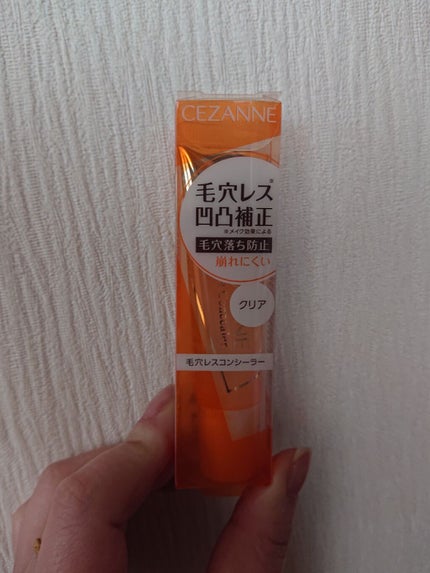 CEZANNE
毛穴レス※
凹凸補正
※メイク効果による
毛穴落ち防止
崩れにくい
クリア
毛穴レスコンシーラー